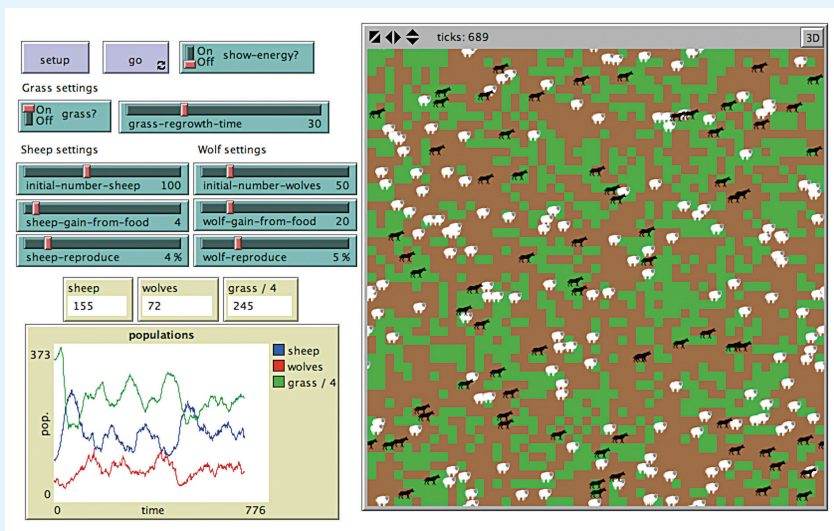 ticks: 689
3D
setup
go
On
Off
show-energy?
Grass settings
On
Off
grass?
grass-regrowth-time 30
Sheep settings
Wolf settings
initial-number-sheep 100
initial-number-wolves 50
sheep-gain-from-food 4
wolf-gain-from-food 20
sheep-reproduce 4 %
wolf-reproduce 5 %
sheep
155
wolves
72
grass / 4
245
populations
373
pop.
0
0
time
776
sheep
wolves
grass / 4